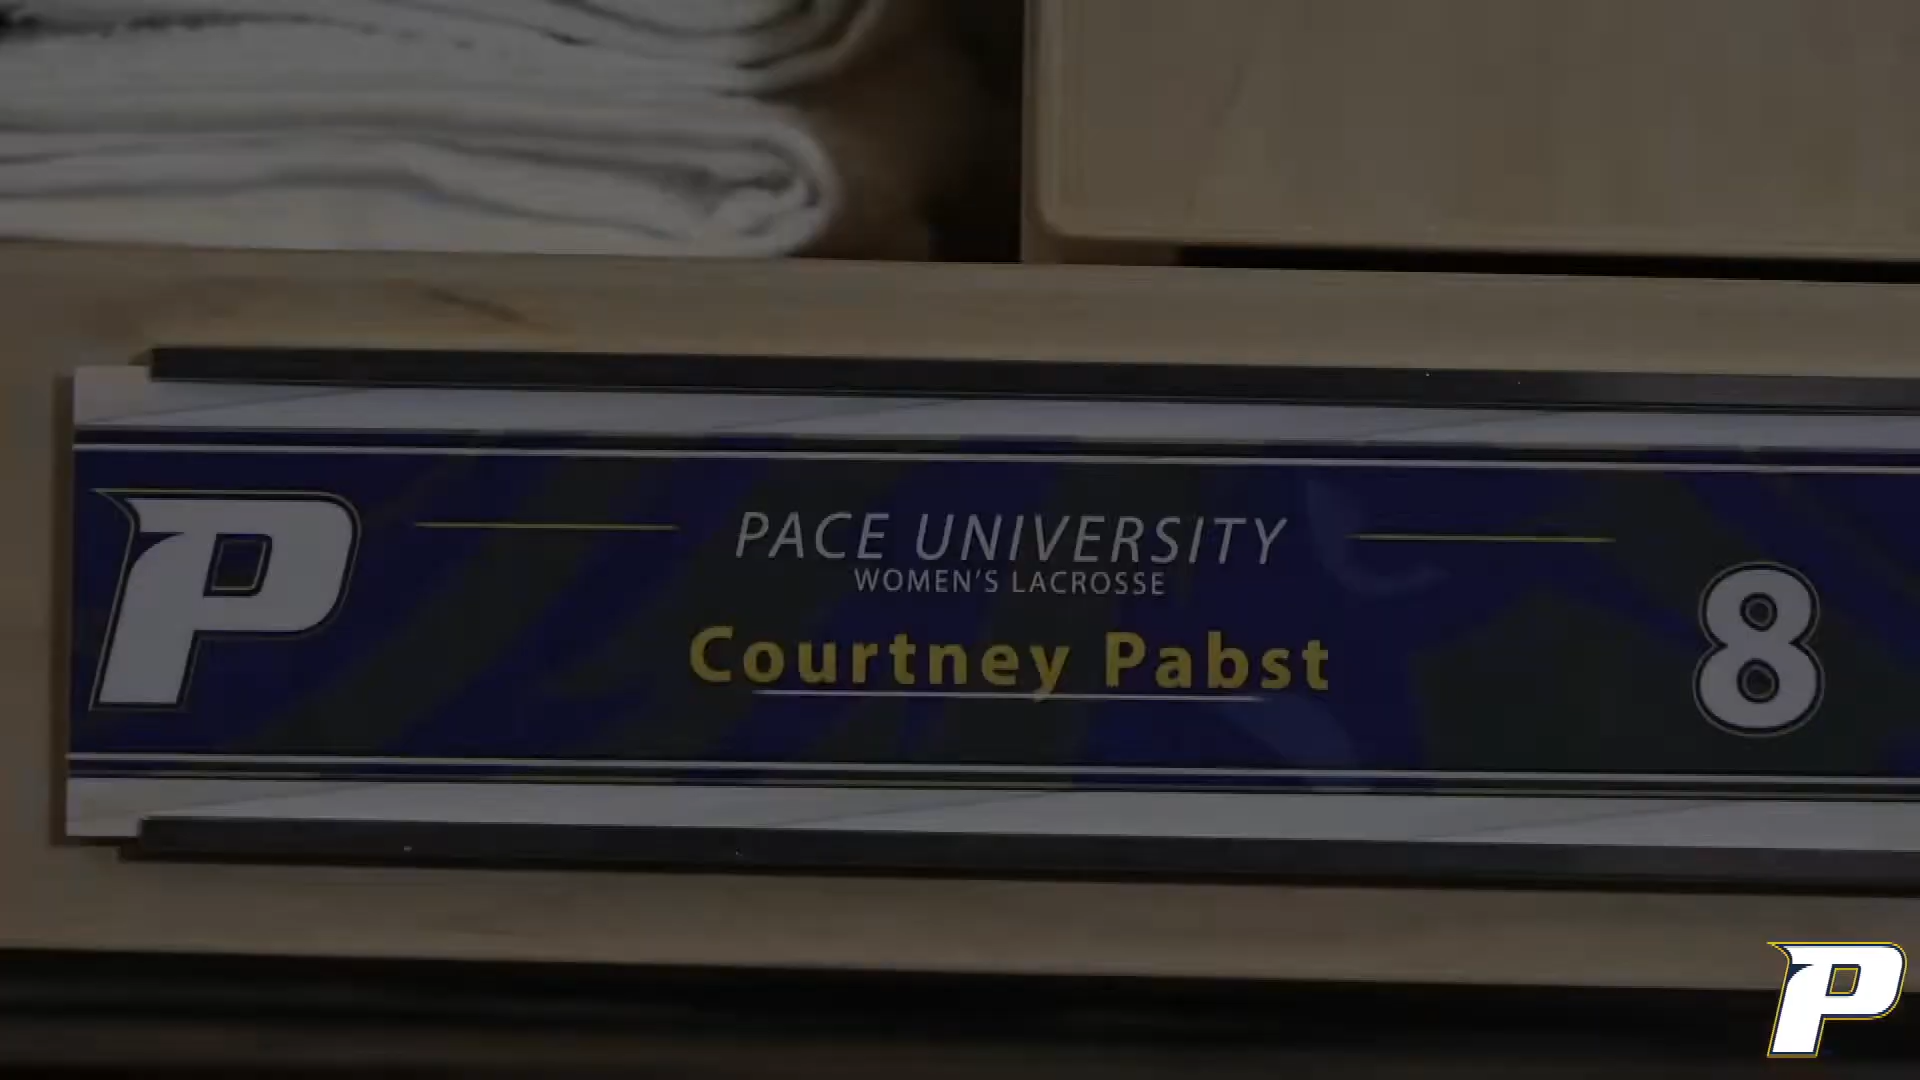 P
PACE UNIVERSITY
WOMEN'S LACROSSE
Courtney Pabst
8
P